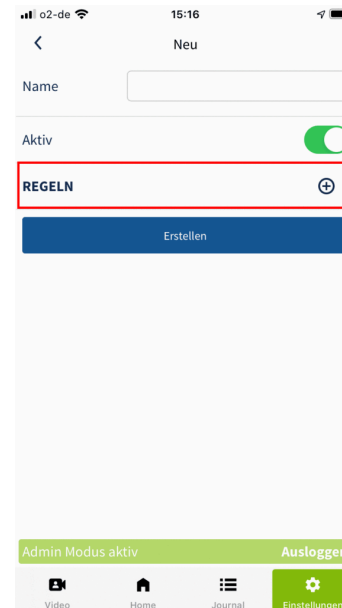 o2-de 15:16
Neu
Name
Aktiv
REGELN
Erstellen
Admin Modus aktiv Ausloggen
Video Home Journal Einstellungen